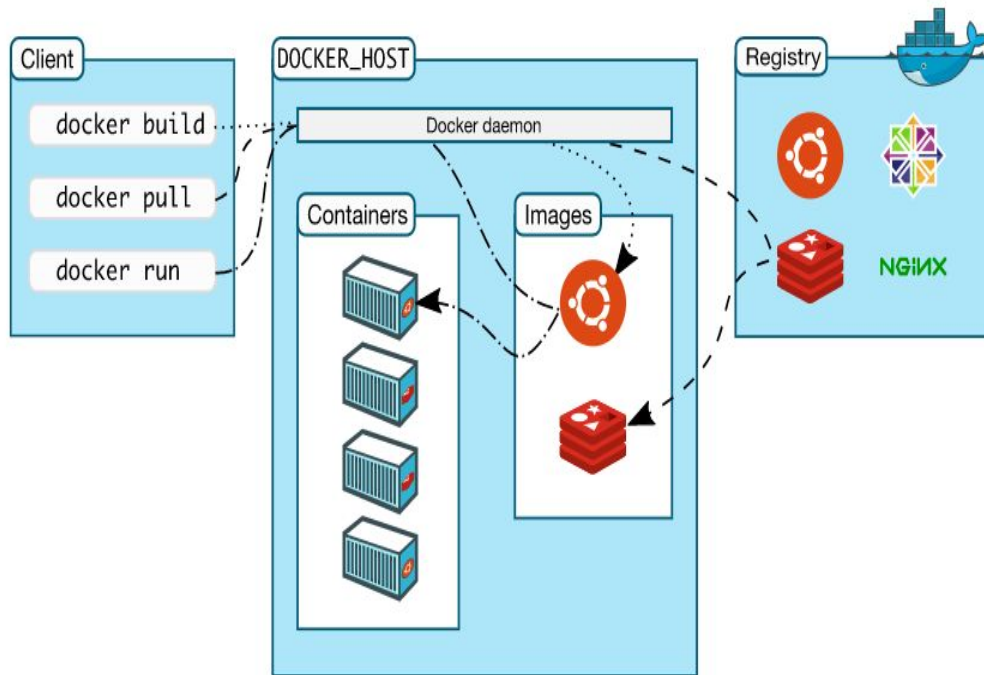 Client
docker build
docker pull
docker run
DOCKER_HOST
Docker daemon
Containers
Images
Registry
NGiNX